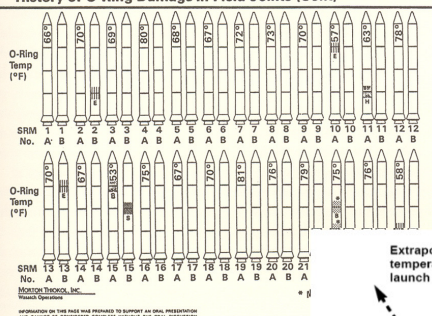 History of O-Ring Damage in Field Joints (Cont)
O-Ring
Temp
(°F)
66° 70° 69° 80° 68° 67° 72° 73° 70° 57° 63° 78°
E E
H
SRM 1 1 2 2 3 3 4 4 5 5 6 6 7 7 8 8 9 9 10 10 11 11 12 12
No. A B A B A B A B A B A B A B A B A B A B A B A B
O-Ring
Temp
(°F)
70° 67° 53° 75° 67° 70° 81° 76° 79° 75° 76° 58°
E B S B
SRM 13 13 14 14 15 15 16 16 17 17 18 18 19 19 20 20 21
No. A B A B A B A B A B A B A B A B A
MORTON THIOKOL, INC.
Wasatch Operations
INFORMATION ON THIS PAGE WAS PREPARED TO SUPPORT AN ORAL PRESENTATION
Extrapo
tempera
launch